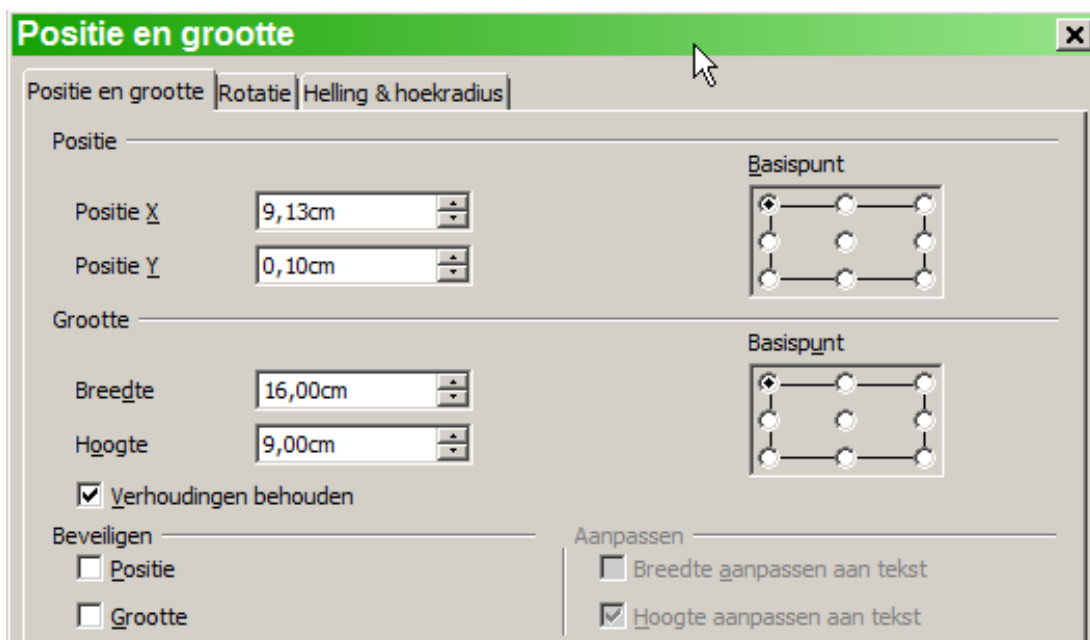 Positie en grootte
Positie en grootte Rotatie Helling & hoekradius
Positie
Basispunt
Positie X 9,13cm
Positie Y 0,10cm
Grootte
Basispunt
Breedte 16,00cm
Hoogte 9,00cm
Verhoudingen behouden
Beveiligen Aanpassen
Positie Breedte aanpassen aan tekst
Grootte Hoogte aanpassen aan tekst